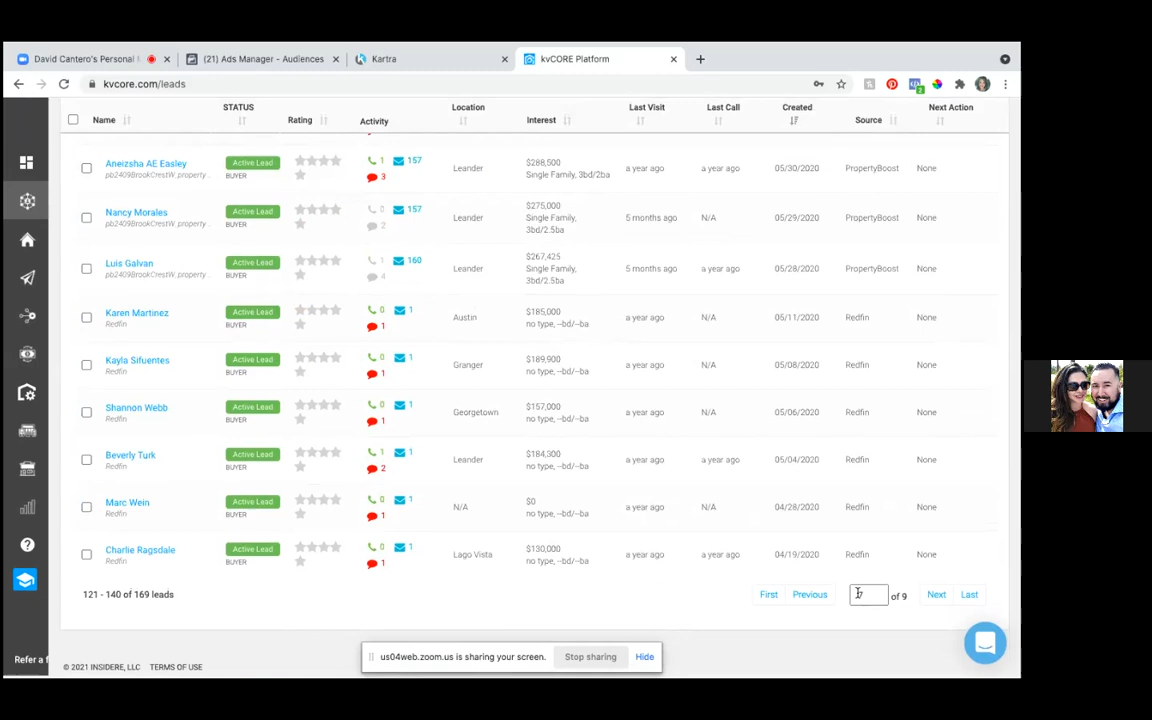 David Cantero's Personal
(21) Ads Manager - Audiences
Kartra
kvCORE Platform
kvcore.com/leads
2
Name
STATUS
Rating
Activity
Location
Interest
Last Visit
Last Call
Created
Source
Next Action
Aneizsha AE Easley
pb2409BrookCrestW, property...
Active Lead
BUYER
1 157
3
Leander
$288,500
Single Family, 3bd/2ba
a year ago
a year ago
05/30/2020
PropertyBoost
None
Nancy Morales
pb2409BrookCrestW, property...
Active Lead
BUYER
0 157
2
Leander
$275,000
Single Family,
3bd/2.5ba
5 months ago
N/A
05/29/2020
PropertyBoost
None
Luis Galvan
pb2409BrookCrestW, property...
Active Lead
BUYER
1 160
4
Leander
$267,425
Single Family,
3bd/2.5ba
5 months ago
a year ago
05/28/2020
PropertyBoost
None
Karen Martinez
Redfin
Active Lead
BUYER
0 1
1
Austin
$185,000
no type, --bd/--ba
a year ago
N/A
05/11/2020
Redfin
None
Kayla Sifuentes
Redfin
Active Lead
BUYER
0 1
1
Granger
$189,900
no type, --bd/--ba
a year ago
N/A
05/08/2020
Redfin
None
Shannon Webb
Redfin
Active Lead
BUYER
0 1
1
Georgetown
$157,000
no type, --bd/--ba
a year ago
N/A
05/06/2020
Redfin
None
Beverly Turk
Redfin
Active Lead
BUYER
1 1
2
Leander
$184,300
no type, --bd/--ba
a year ago
a year ago
05/04/2020
Redfin
None
Marc Wein
Redfin
Active Lead
BUYER
0 1
1
N/A
$0
no type, --bd/--ba
a year ago
N/A
04/28/2020
Redfin
None
Charlie Ragsdale
Redfin
Active Lead
BUYER
0 1
1
Lago Vista
$130,000
no type, --bd/--ba
a year ago
a year ago
04/19/2020
Redfin
None
121 - 140 of 169 leads
First Previous 7 of 9 Next Last
us04web.zoom.us is sharing your screen. Stop sharing Hide
Refer a f
© 2021 INSIDERE, LLC TERMS OF USE